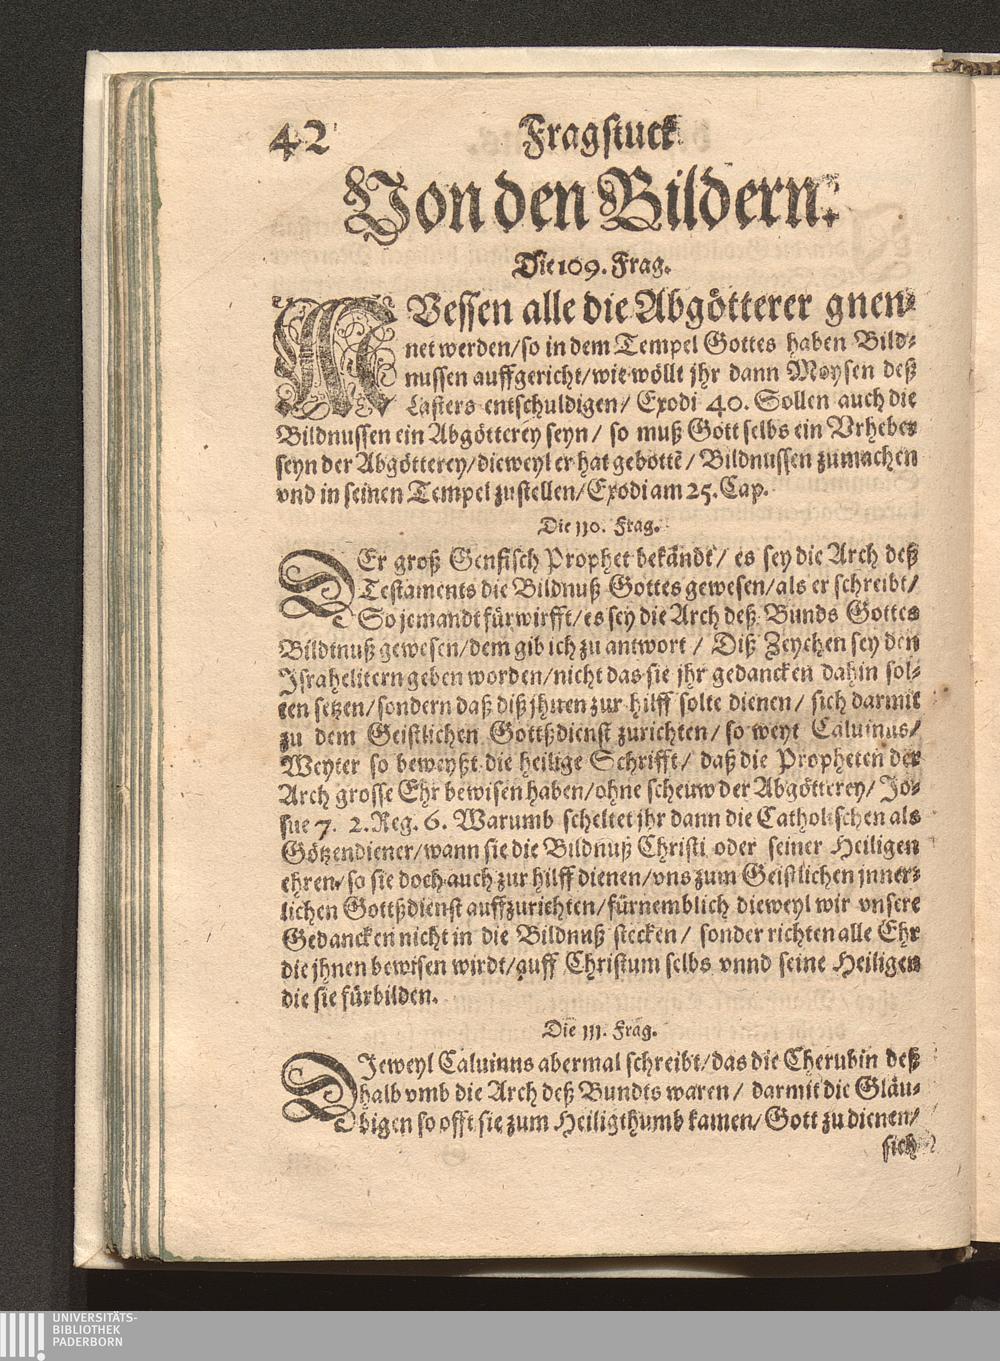 42
Fragstuck
Von den Bildern.
Die 109. Frag.
WEssen alle die Abgötterer gnen-
net werden/so in dem Tempel Gottes haben Bild-
nussen auffgericht/wie wöllt jhr dann Moysen deß
Lasters entschuldigen/ Exodi 40. Sollen auch die
Bildnussen ein Abgötterey seyn/ so muß Gott selbs ein Vrheber
seyn der Abgötterey/dieweyl er hat gebottē/ Bildnussen zumachen
vnd in seinen Tempel zustellen/Exodi am 25. Cap.
Die 110. Frag.
DEr groß Genfisch Prophet bekändt/ es sey die Arch deß
Testaments die Bildnuß Gottes gewesen/als er schreibt/
So jemandt fürwirfft/es sey die Arch deß Bunds Gottes
Bildtnuß gewesen/dem gib ich zu antwort/ Diß Zeychen sey den
Israhelitern geben worden/nicht das sie jhr gedancken dahin sol-
ten setzen/sondern daß diß jhnen zur hilff solte dienen/ sich darmit
zu dem Geistlichen Gottßdienst zurichten/ so weyt Caluinus/
Weyter so beweyßt die heilige Schrifft/ daß die Propheten der
Arch grosse Ehr bewisen haben/ohne scheuw der Abgötterey/ Jo-
sue 7. 2. Reg. 6. Warumb scheltet jhr dann die Catholischen als
Götzendiener/wann sie die Bildnuß Christi oder seiner Heiligen
ehren/ so sie doch auch zur hilff dienen/vns zum Geistlichen jnner-
lichen Gottßdienst auffzurichten/fürnemblich dieweyl wir vnsere
Gedancken nicht in die Bildnuß stecken/ sonder richten alle Ehr
die jhnen bewisen wirdt/auff Christum selbs vnnd seine Heiligen
die sie fürbilden.
Die 111. Frag.
DJeweyl Caluinus abermal schreibt/das die Cherubin deß
halb vmb die Arch deß Bundts waren/ darmit die Gläu-
bigen so offt sie zum Heiligthumb kamen/ Gott zu dienen/
sich
UNIVERSITÄTS-
BIBLIOTHEK
PADERBORN